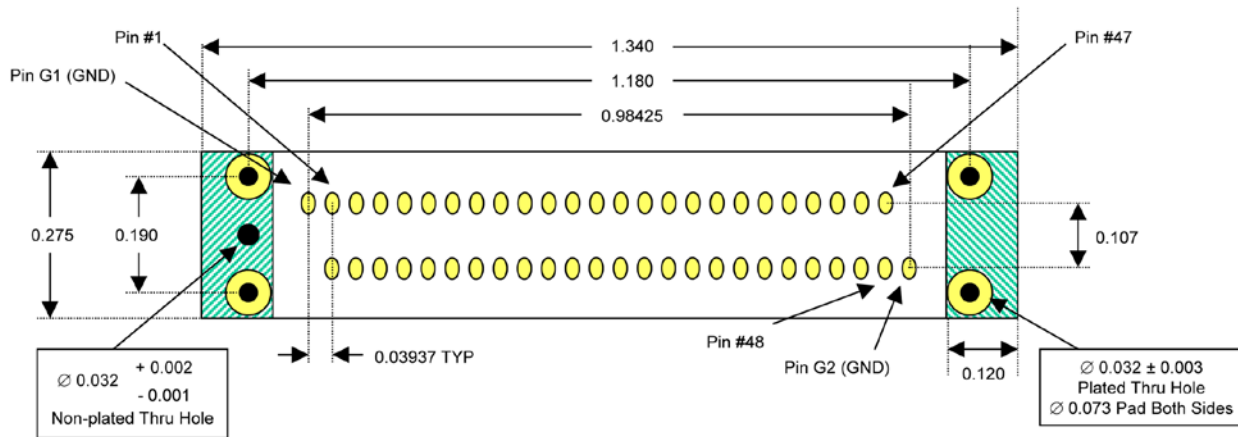 Pin #1
1.340
Pin #47
Pin G1 (GND)
1.180
0.98425
0.275
0.190
0.107
0.03937 TYP
Pin #48
Pin G2 (GND)
0.120
∅ 0.032 + 0.002
- 0.001
Non-plated Thru Hole
∅ 0.032 ± 0.003
Plated Thru Hole
∅ 0.073 Pad Both Sides